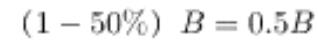 (1 − 50%) B = 0.5B